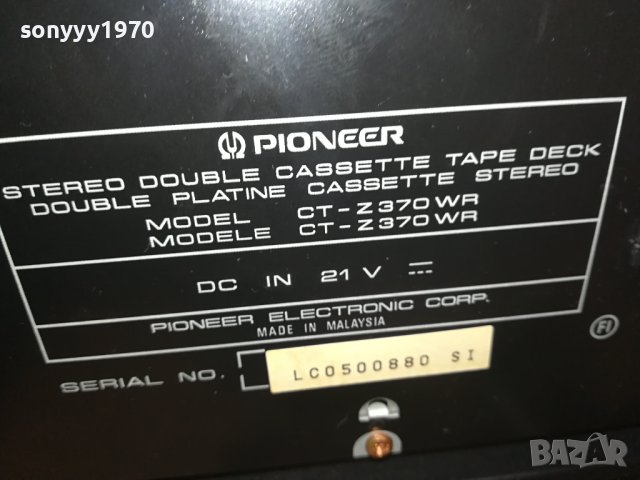 sonyyy1970
PIONEER
STEREO DOUBLE CASSETTE TAPE DECK
DOUBLE PLATINE CASSETTE STEREO
MODEL CT-Z370WR
MODELE CT-Z370WR
DC IN 21 V
PIONEER ELECTRONIC CORP.
MADE IN MALAYSIA
FI
SERIAL NO. LC0500880 SI
BAZAR